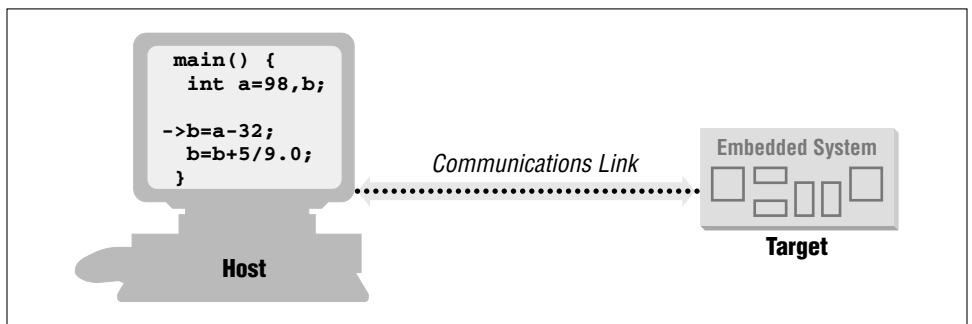 main() {
int a=98,b;
->b=a-32;
b=b+5/9.0;
}
Communications Link
Embedded System
Target
Host